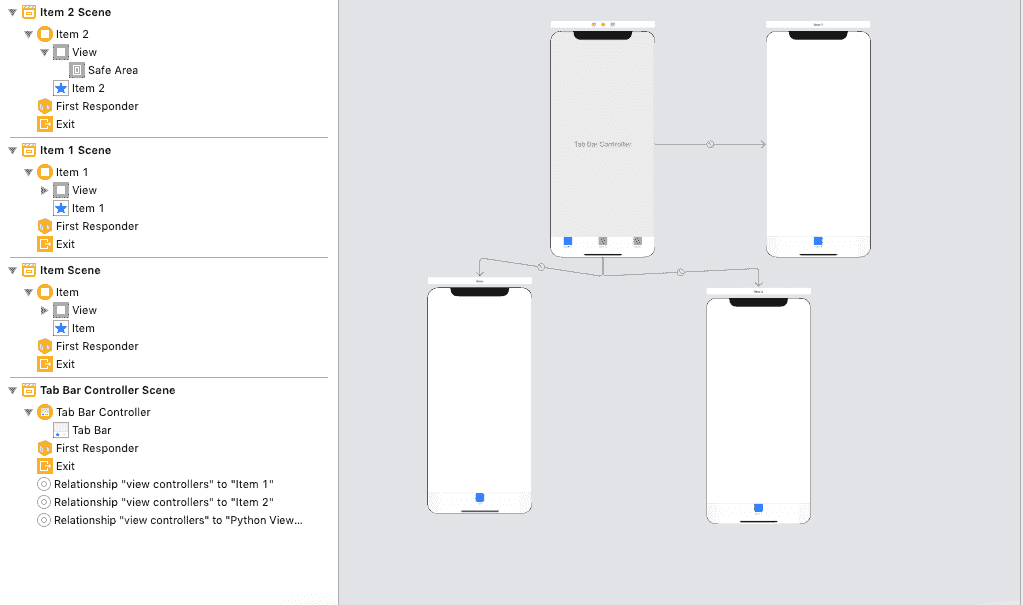 Item 2 Scene
Item 2
View
Safe Area
Item 2
First Responder
Exit
Item 1 Scene
Item 1
View
Item 1
First Responder
Exit
Item Scene
Item
View
Item
First Responder
Exit
Tab Bar Controller Scene
Tab Bar Controller
Tab Bar
First Responder
Exit
Relationship "view controllers" to "Item 1"
Relationship "view controllers" to "Item 2"
Relationship "view controllers" to "Python View...
Tab Bar Controller